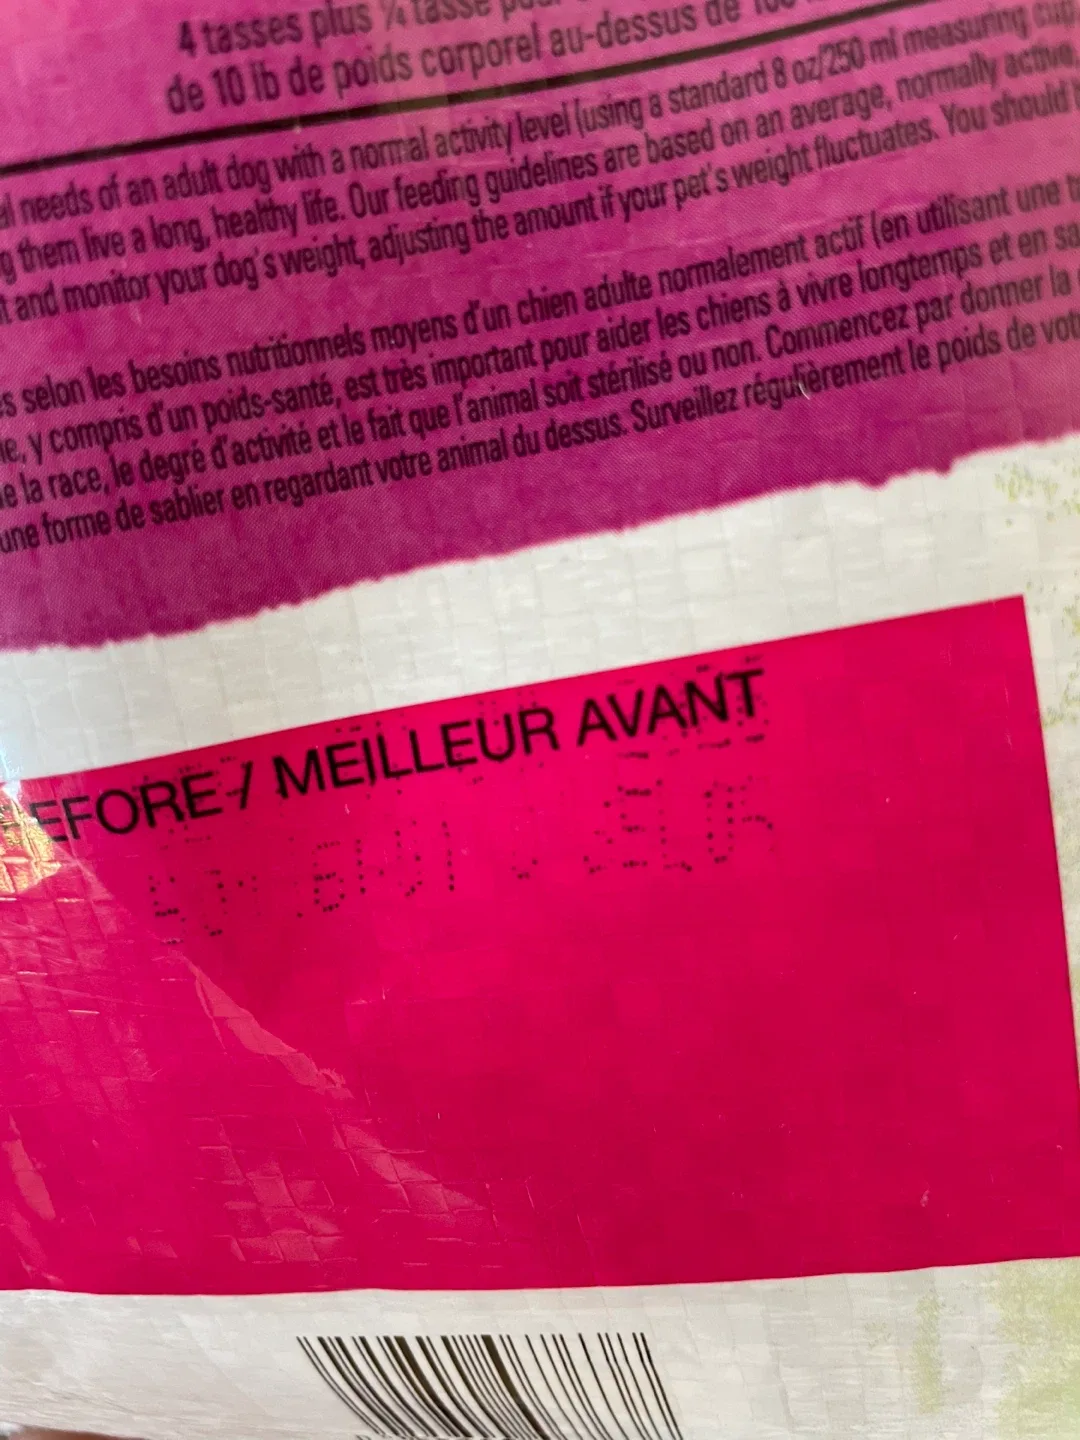 4 tasses plus ¼ tasse
de 10 lb de poids corporel au-dessus de
needs of an adult dog with a normal activity level (using a standard 8 oz/250 ml measuring cup
them live a long, healthy life. Our feeding guidelines are based on an average, normally active,
and monitor your dog's weight, adjusting the amount if your pet's weight fluctuates. You should
selon les besoins nutritionnels moyens d'un chien adulte normalement actif (en utilisant une
y compris d'un poids-santé, est très important pour aider les chiens à vivre longtemps et en
la race, le degré d'activité et le fait que l'animal soit stérilisé ou non. Commencez par donner la
une forme de sablier en regardant votre animal du dessus. Surveillez régulièrement le poids de
EFORE / MEILLEUR AVANT